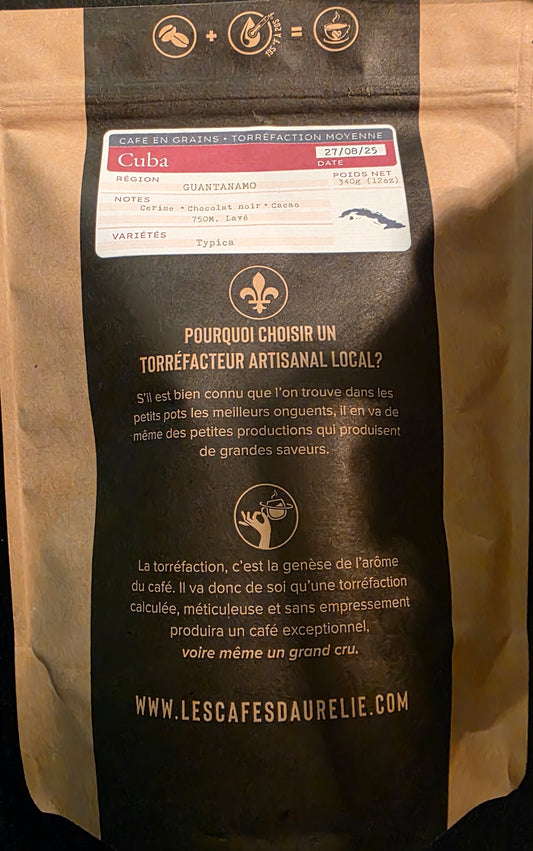 + =
195 °F À 205
CAFÉ EN GRAINS • TORRÉFACTION MOYENNE
Cuba
27/08/25
DATE
RÉGION
GUANTANAMO
POIDS NET
340g (12oz)
NOTES
Cerise * Chocolat noir * Cacao
750M. Lavé
VARIÉTÉS
Typica
POURQUOI CHOISIR UN
TORRÉFACTEUR ARTISANAL LOCAL?
S'il est bien connu que l'on trouve dans les
petits pots les meilleurs onguents, il en va de
même des petites productions qui produisent
de grandes saveurs.
La torréfaction, c'est la genèse de l'arôme
du café. Il va donc de soi qu'une torréfaction
calculée, méticuleuse et sans empressement
produira un café exceptionnel,
voire même un grand cru.
WWW.LESCAFESDAURELIE.COM